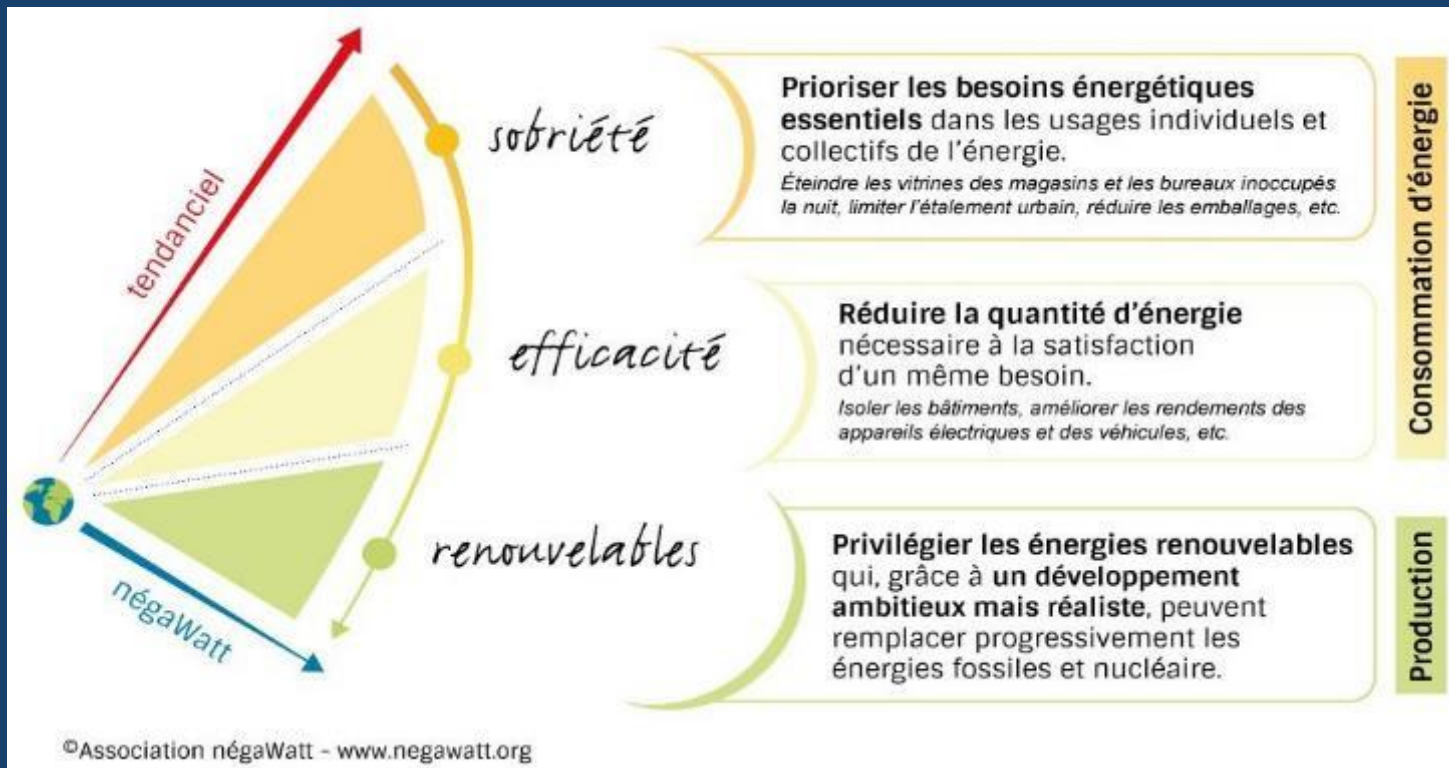 tendanciel
négaWatt
sobriété
Prioriser les besoins énergétiques
essentiels dans les usages individuels et
collectifs de l'énergie.
Éteindre les vitrines des magasins et les bureaux inoccupés
la nuit, limiter l'étalement urbain, réduire les emballages, etc.
efficacité
Réduire la quantité d'énergie
nécessaire à la satisfaction
d'un même besoin.
Isoler les bâtiments, améliorer les rendements des
appareils électriques et des véhicules, etc.
Consommation d'énergie
renouvelables
Privilégier les énergies renouvelables
qui, grâce à un développement
ambitieux mais réaliste, peuvent
remplacer progressivement les
énergies fossiles et nucléaire.
Production
©Association négaWatt - www.negawatt.org